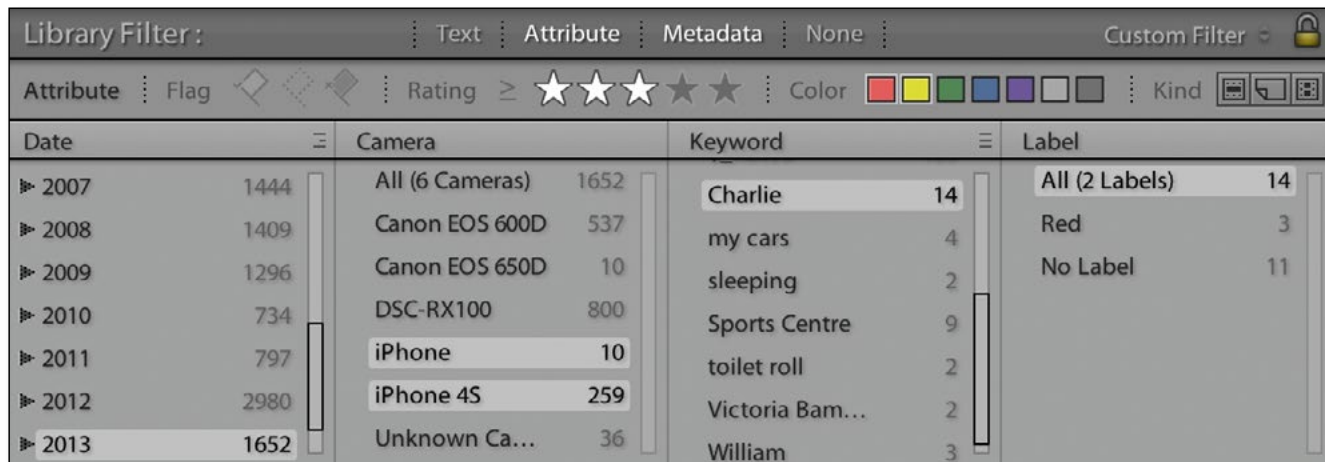 Library Filter : Text Attribute Metadata None Custom Filter
Attribute Flag Rating ≥ Color Kind
Date Camera Keyword Label
2007 1444 All (6 Cameras) 1652 Charlie 14 All (2 Labels) 14
2008 1409 Canon EOS 600D 537 my cars 4 Red 3
2009 1296 Canon EOS 650D 10 sleeping 2 No Label 11
2010 734 DSC-RX100 800 Sports Centre 9
2011 797 iPhone 10 toilet roll 2
2012 2980 iPhone 4S 259 Victoria Bam... 2
2013 1652 Unknown Ca... 36 William 3